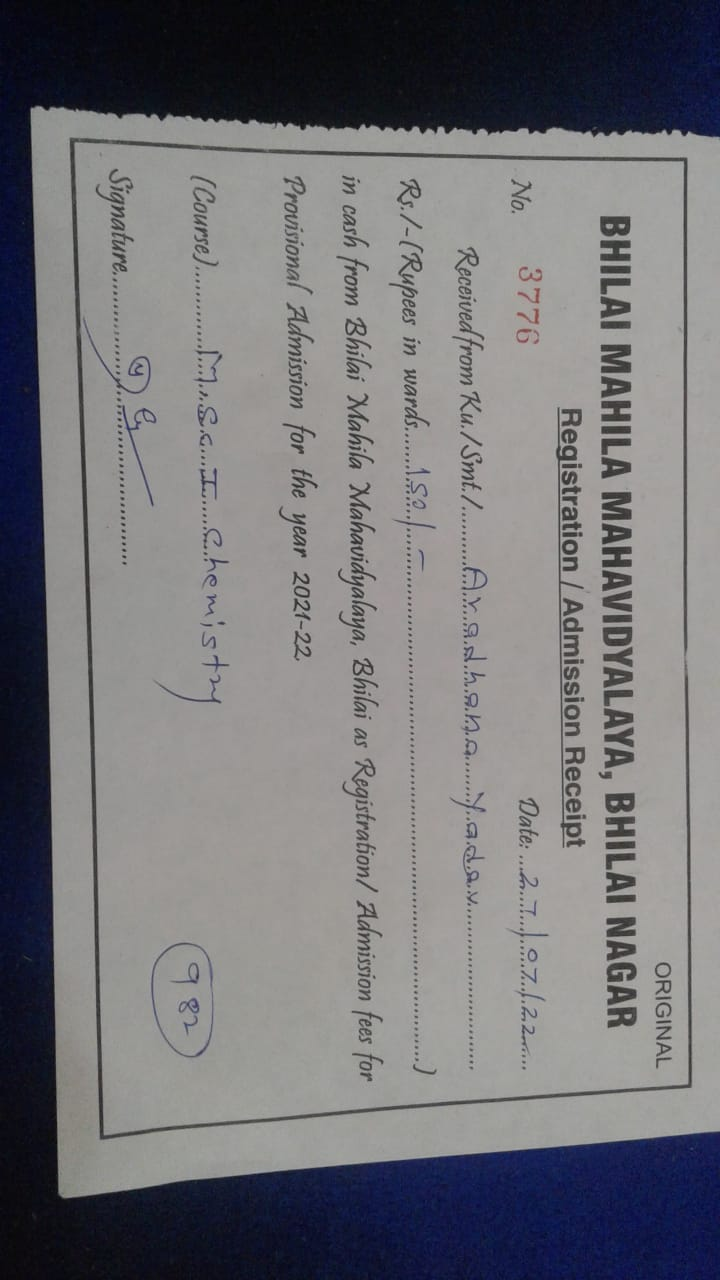 ORIGINAL
BHILAI MAHILA MAHAVIDYALAYA, BHILAI NAGAR
Registration / Admission Receipt
No. 3776 Date: 27/07/22
Received from Ku./Smt./ Aradhana Yadav
Rs./-(Rupees in wards 150/- )
in cash from Bhilai Mahila Mahavidyalaya, Bhilai as Registration/ Admission fees for
Provisional Admission for the year 2021-22
(Course) M.Sc. I Chemistry
982
Signature